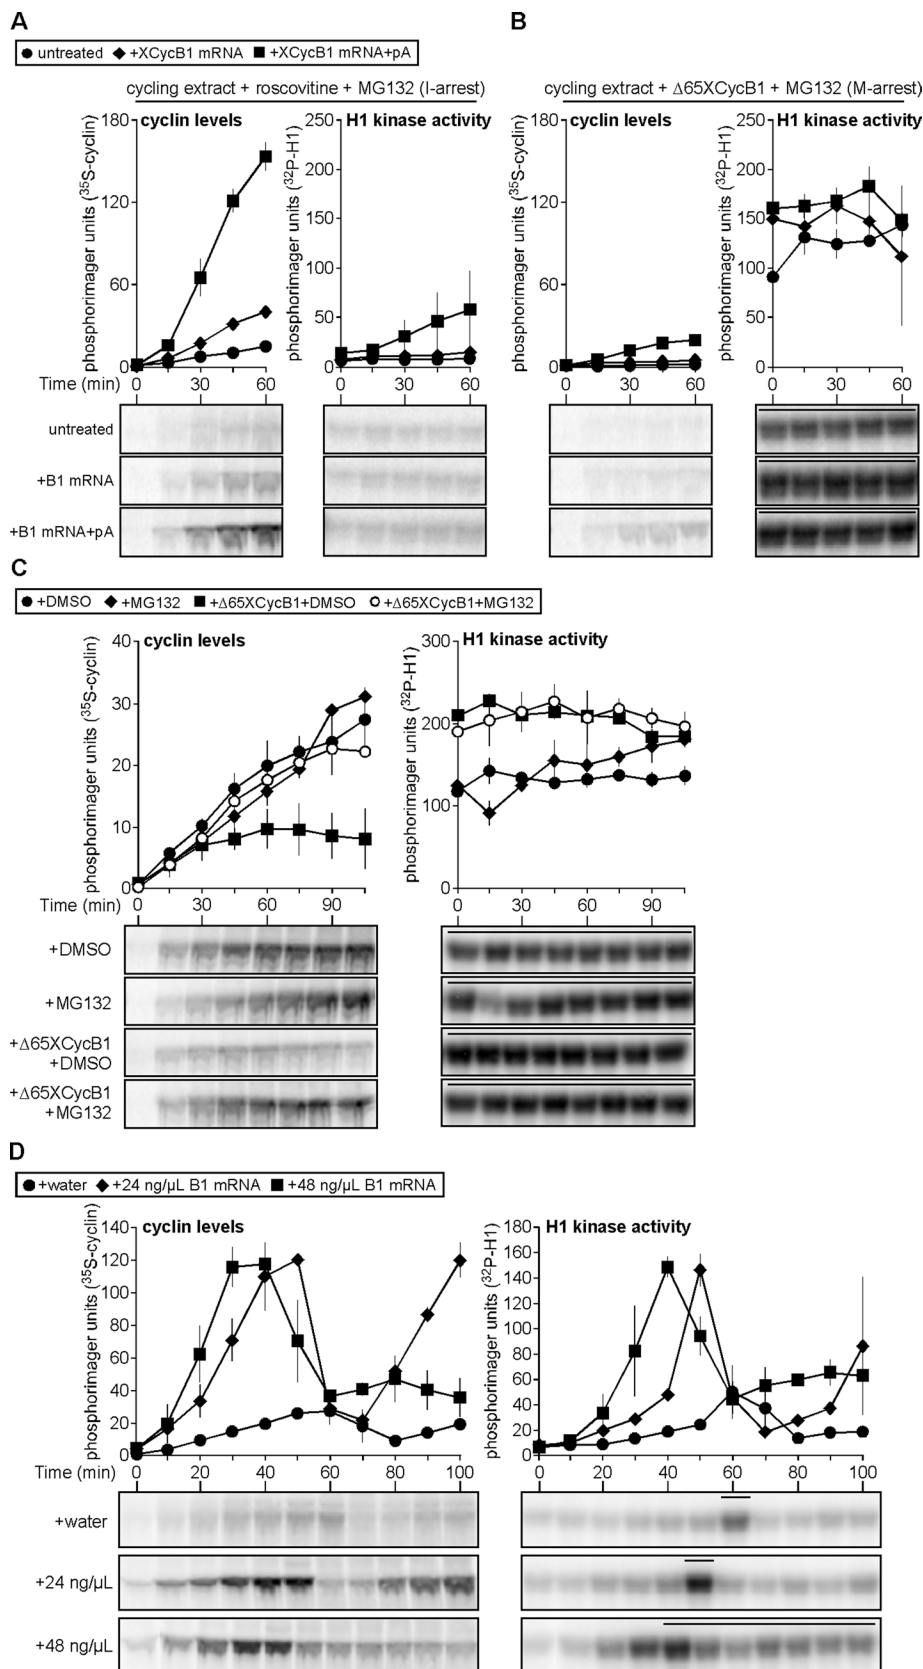 A
B
untreated +XCycB1 mRNA +XCycB1 mRNA+pA
cycling extract + roscovitine + MG132 (I-arrest)
cycling extract + Δ65XCycB1 + MG132 (M-arrest)
cyclin levels
phosphorimager units (35S-cyclin)
180
120
60
0
H1 kinase activity
phosphorimager units (32P-H1)
250
200
150
100
50
0
cyclin levels
phosphorimager units (35S-cyclin)
180
120
60
0
H1 kinase activity
phosphorimager units (32P-H1)
250
200
150
100
50
0
Time (min) 0 30 60 0 30 60 0 30 60 0 30 60
untreated
+B1 mRNA
+B1 mRNA+pA
C
+DMSO +MG132 +Δ65XCycB1+DMSO +Δ65XCycB1+MG132
cyclin levels
phosphorimager units (35S-cyclin)
40
30
20
10
0
H1 kinase activity
phosphorimager units (32P-H1)
300
200
100
0
Time (min) 0 30 60 90 0 30 60 90
+DMSO
+MG132
+Δ65XCycB1
+DMSO
+Δ65XCycB1
+MG132
D
+water +24 ng/µL B1 mRNA +48 ng/µL B1 mRNA
cyclin levels
phosphorimager units (35S-cyclin)
140
120
100
80
60
40
20
0
H1 kinase activity
phosphorimager units (32P-H1)
180
160
140
120
100
80
60
40
20
0
Time (min) 0 20 40 60 80 100 0 20 40 60 80 100
+water
+24 ng/µL
+48 ng/µL